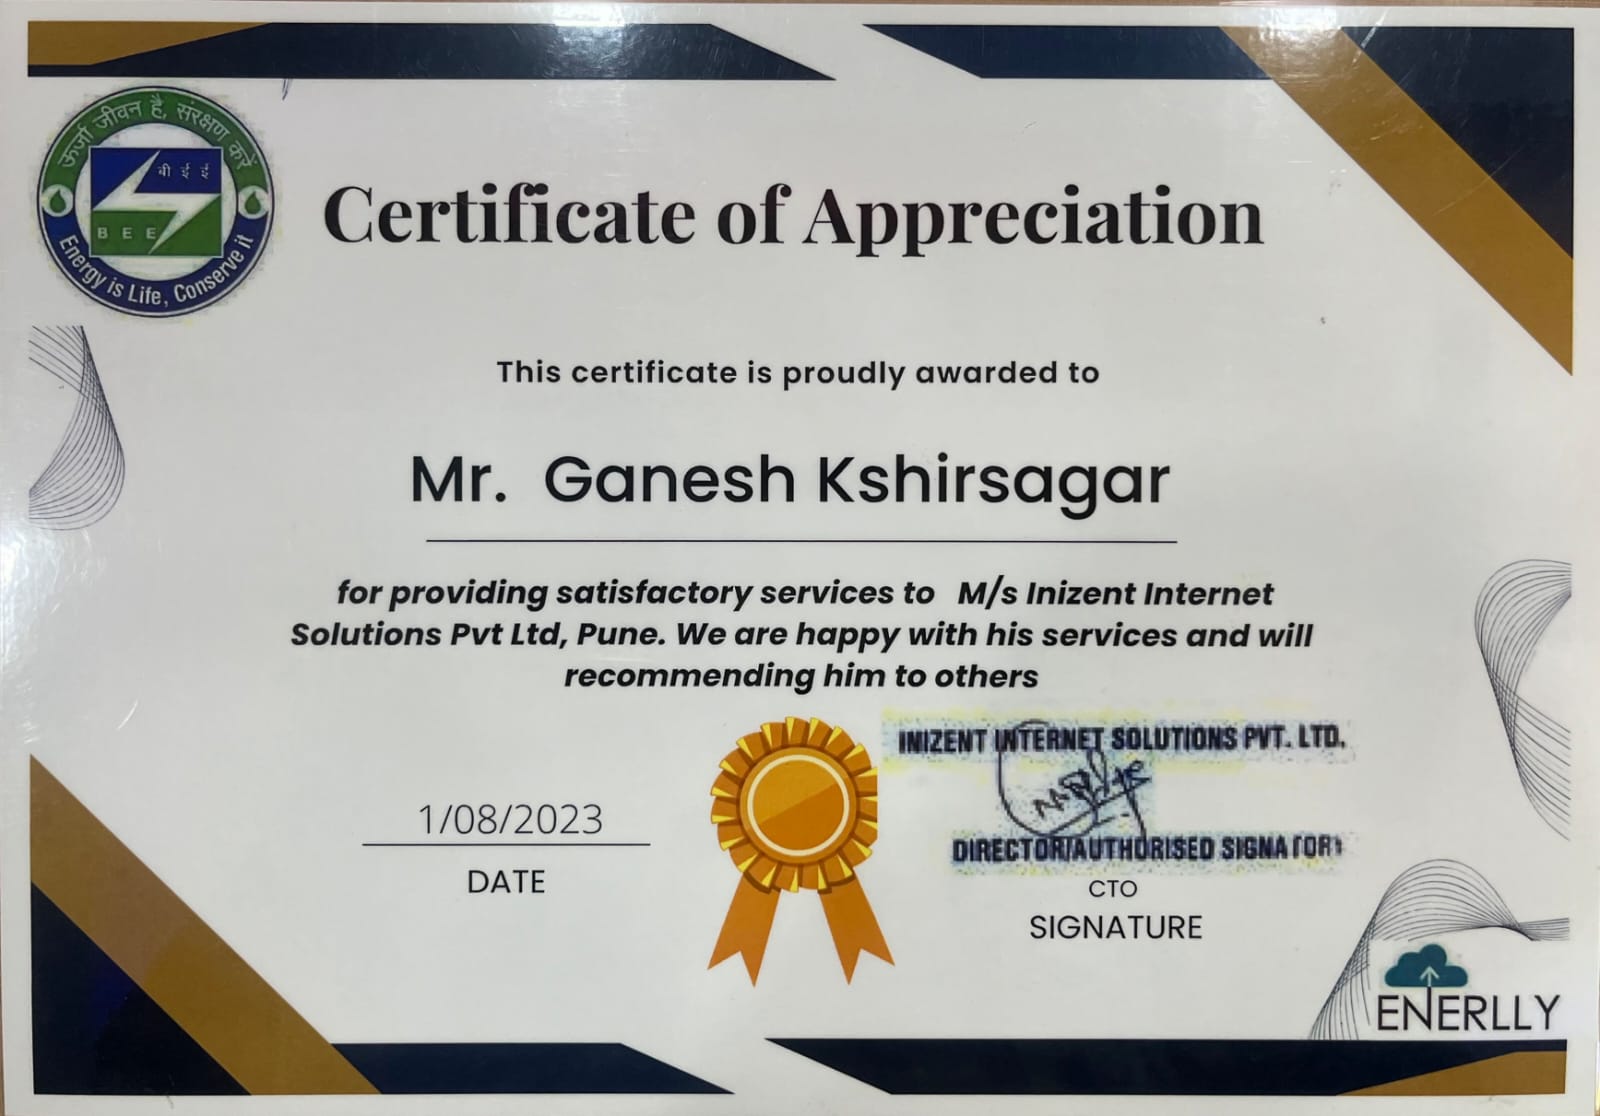 ऊर्जा जीवन है, संरक्षण करें
बी ई ई
BEE
Energy is Life, Conserve it
Certificate of Appreciation
This certificate is proudly awarded to
Mr. Ganesh Kshirsagar
for providing satisfactory services to M/s Inizent Internet
Solutions Pvt Ltd, Pune. We are happy with his services and will
recommending him to others
INIZENT INTERNET SOLUTIONS PVT. LTD.
1/08/2023
DATE
DIRECTOR/AUTHORISED SIGNATORY
CTO
SIGNATURE
ENERLLY